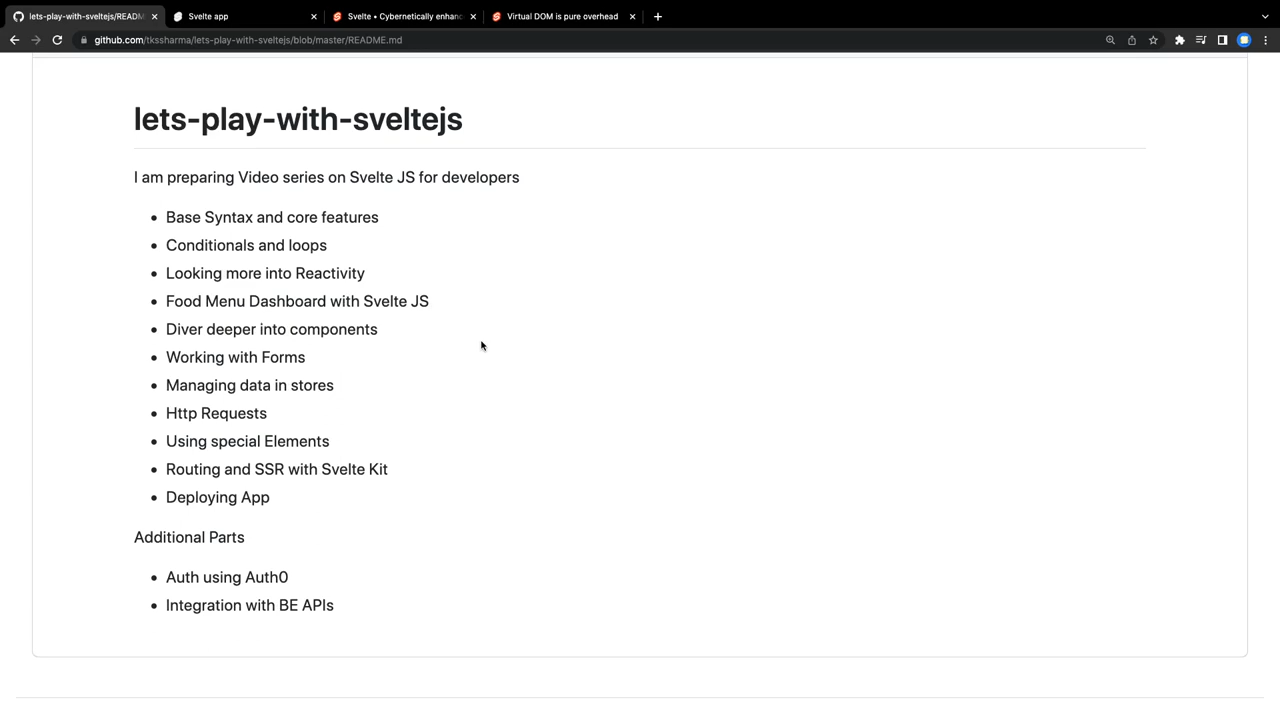 lets-play-with-sveltejs/READM
Svelte app
Svelte • Cybernetically enhanc
Virtual DOM is pure overhead
github.com/tkssharma/lets-play-with-sveltejs/blob/master/README.md
lets-play-with-sveltejs
I am preparing Video series on Svelte JS for developers
• Base Syntax and core features
• Conditionals and loops
• Looking more into Reactivity
• Food Menu Dashboard with Svelte JS
• Diver deeper into components
• Working with Forms
• Managing data in stores
• Http Requests
• Using special Elements
• Routing and SSR with Svelte Kit
• Deploying App
Additional Parts
• Auth using Auth0
• Integration with BE APIs